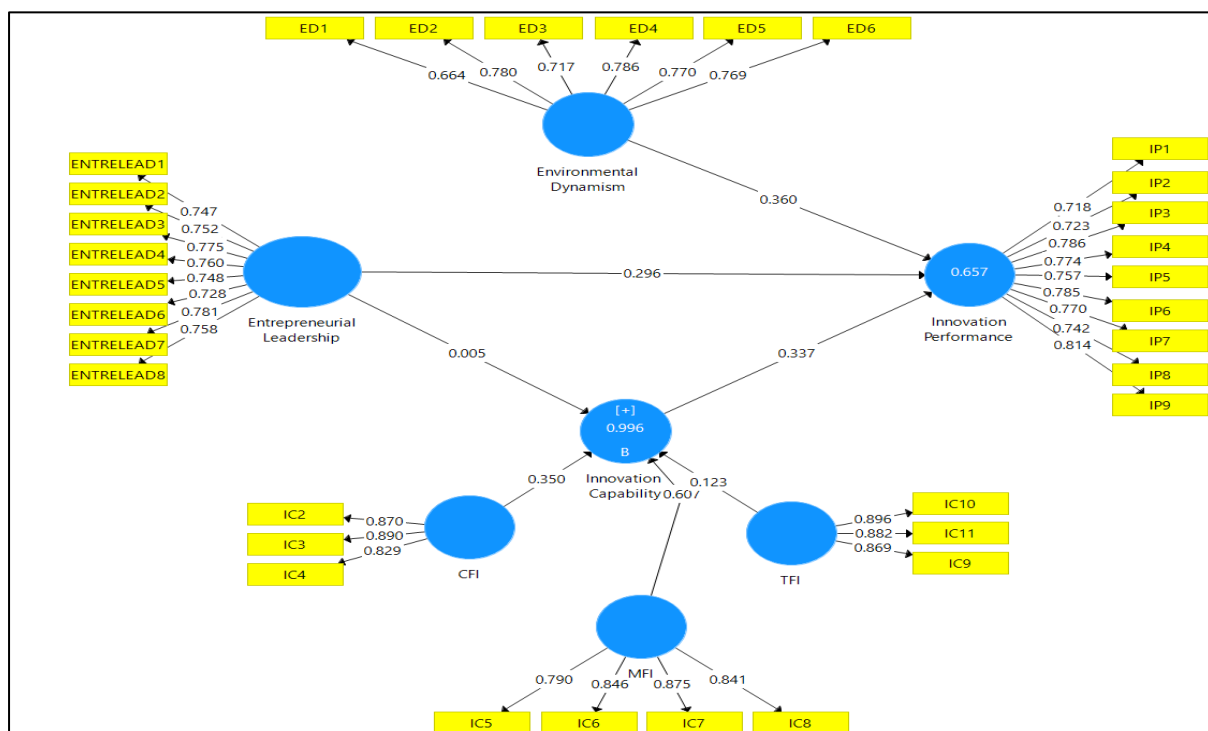 ED1
ED2
ED3
ED4
ED5
ED6
0.664
0.780
0.717
0.786
0.770
0.769
Environmental
Dynamism
ENTRELEAD1
ENTRELEAD2
ENTRELEAD3
ENTRELEAD4
ENTRELEAD5
ENTRELEAD6
ENTRELEAD7
ENTRELEAD8
0.747
0.752
0.775
0.760
0.748
0.728
0.781
0.758
Entrepreneurial
Leadership
0.360
0.296
0.005
0.337
IP1
IP2
IP3
IP4
IP5
IP6
IP7
IP8
IP9
0.718
0.723
0.786
0.774
0.757
0.785
0.770
0.742
0.814
0.657
Innovation
Performance
[+]
0.996
B
Innovation
Capability
0.350
0.123
IC2
IC3
IC4
0.870
0.890
0.829
CFI
IC10
IC11
IC9
0.896
0.882
0.869
TFI
MFI
0.790
0.846
0.875
0.841
IC5
IC6
IC7
IC8